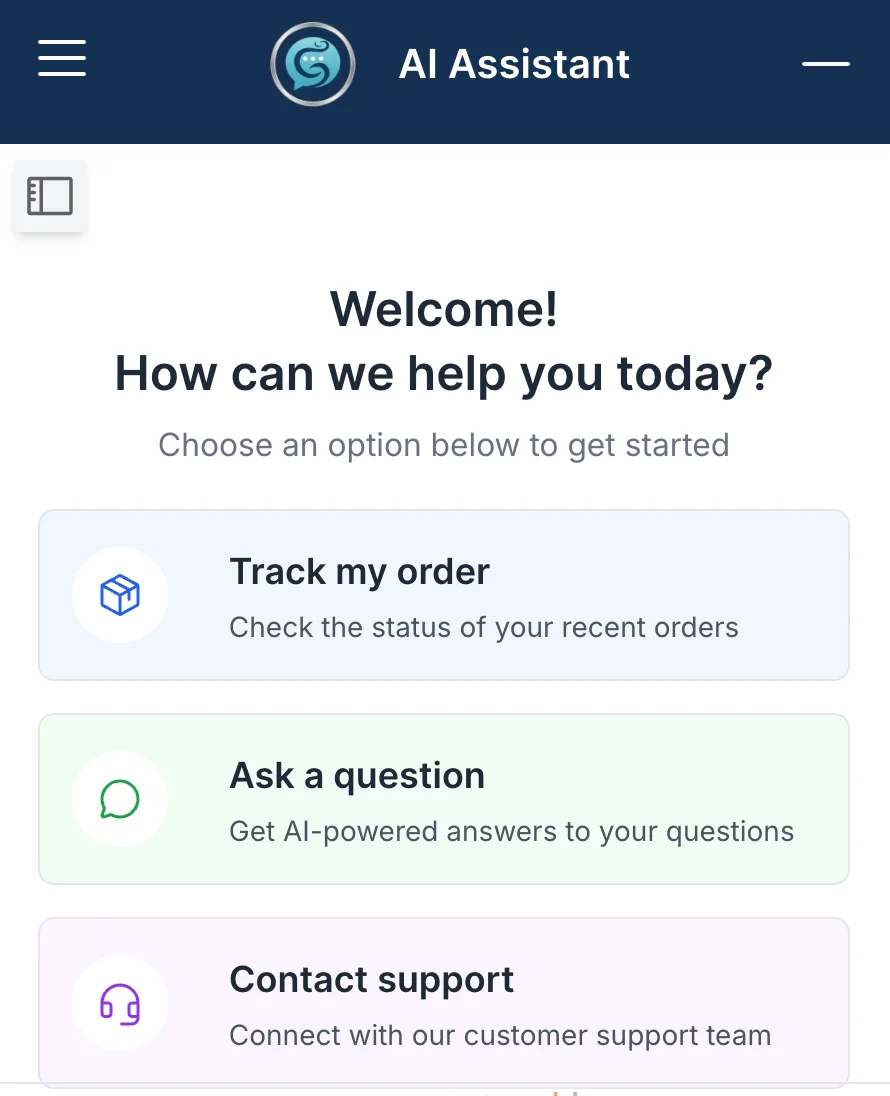 AI Assistant
Welcome!
How can we help you today?
Choose an option below to get started
Track my order
Check the status of your recent orders
Ask a question
Get AI-powered answers to your questions
Contact support
Connect with our customer support team